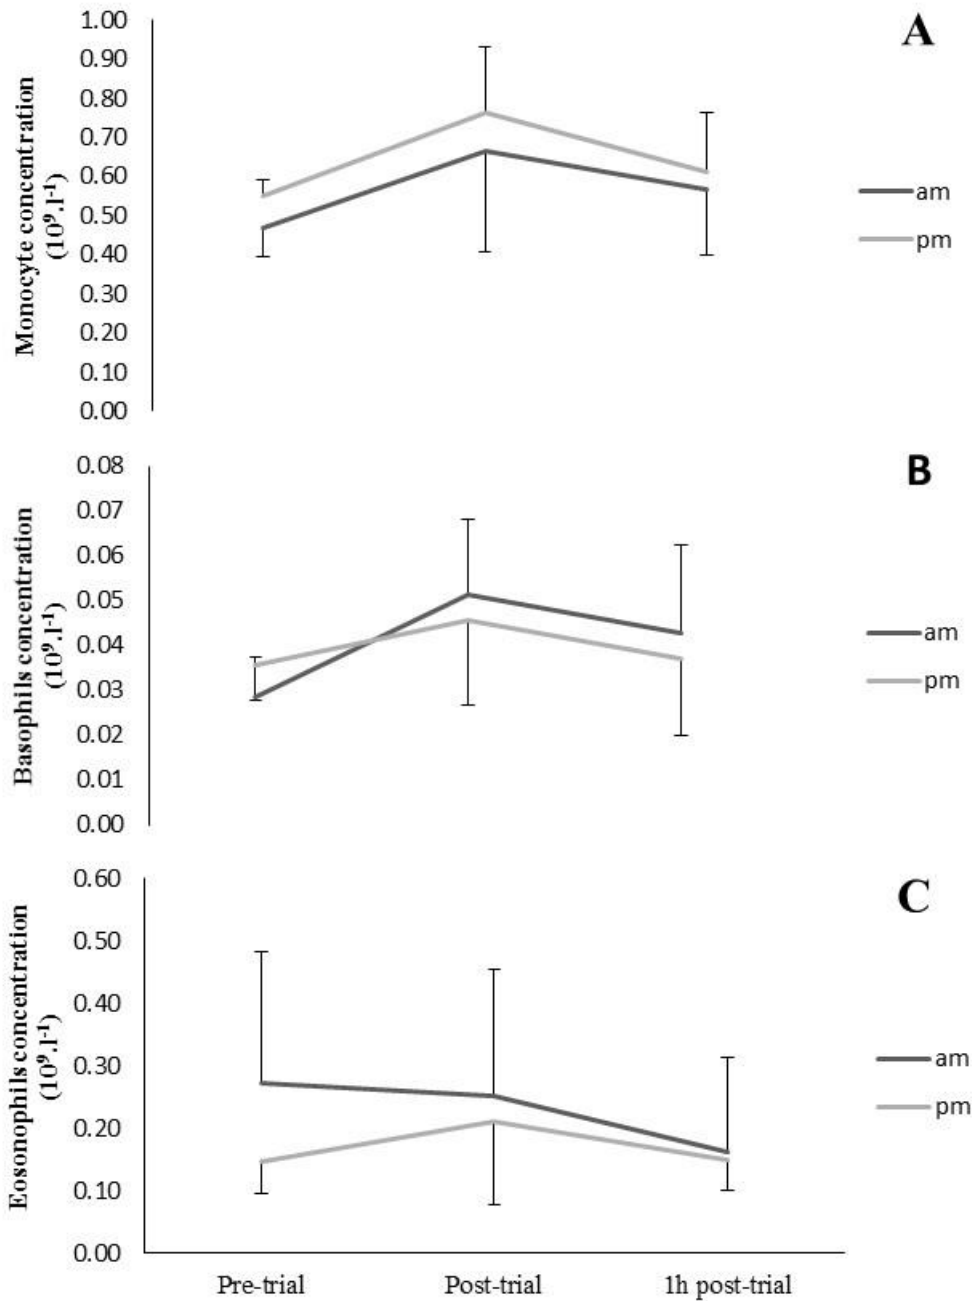 A
Monocyte concentration
(10⁹.l⁻¹)
1.00
0.90
0.80
0.70
0.60
0.50
0.40
0.30
0.20
0.10
0.00
am
pm
B
Basophils concentration
(10⁹.l⁻¹)
0.08
0.07
0.06
0.05
0.04
0.03
0.02
0.01
0.00
am
pm
C
Eosonophils concentration
(10⁹.l⁻¹)
0.60
0.50
0.40
0.30
0.20
0.10
0.00
am
pm
Pre-trial Post-trial 1h post-trial